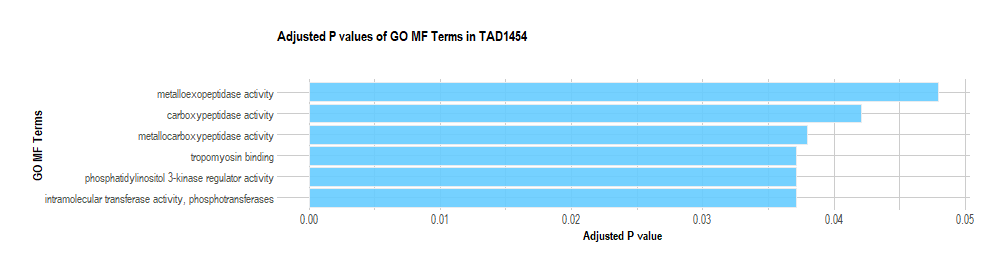 Adjusted P values of GO MF Terms in TAD1454
GO MF Terms
metalloexopeptidase activity
carboxypeptidase activity
metallocarboxypeptidase activity
tropomyosin binding
phosphatidylinositol 3-kinase regulator activity
intramolecular transferase activity, phosphotransferases
0.00 0.01 0.02 0.03 0.04 0.05
Adjusted P value